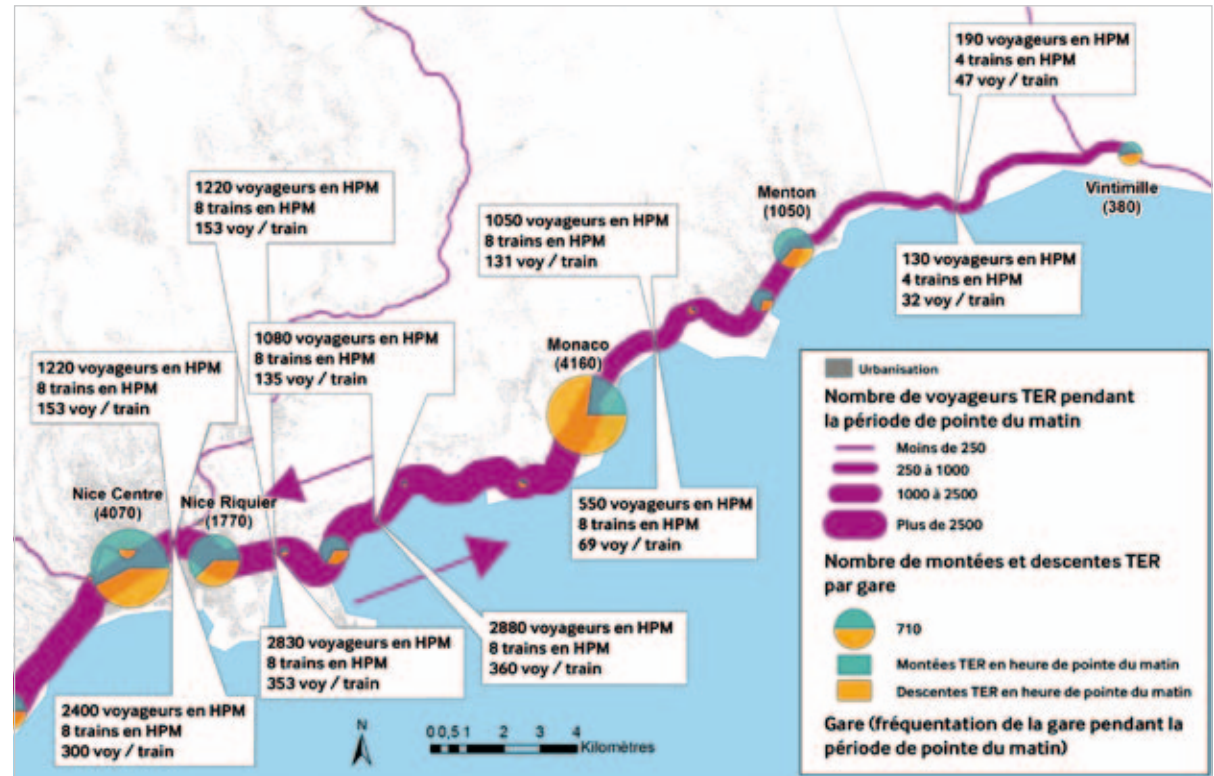 190 voyageurs en HPM
4 trains en HPM
47 voy / train
1220 voyageurs en HPM
8 trains en HPM
153 voy / train
Menton
(1050)
Vintimille
(380)
1050 voyageurs en HPM
8 trains en HPM
131 voy / train
130 voyageurs en HPM
4 trains en HPM
32 voy / train
1080 voyageurs en HPM
8 trains en HPM
135 voy / train
Monaco
(4160)
1220 voyageurs en HPM
8 trains en HPM
153 voy / train
Nice Centre
(4070)
Nice Riquier
(1770)
550 voyageurs en HPM
8 trains en HPM
69 voy / train
2880 voyageurs en HPM
8 trains en HPM
360 voy / train
2830 voyageurs en HPM
8 trains en HPM
353 voy / train
2400 voyageurs en HPM
8 trains en HPM
300 voy / train
N
0 0,5 1 2 3 4
Kilomètres
Urbanisation
Nombre de voyageurs TER pendant
la période de pointe du matin
Moins de 250
250 à 1000
1000 à 2500
Plus de 2500
Nombre de montées et descentes TER
par gare
710
Montées TER en heure de pointe du matin
Descentes TER en heure de pointe du matin
Gare (fréquentation de la gare pendant la
période de pointe du matin)